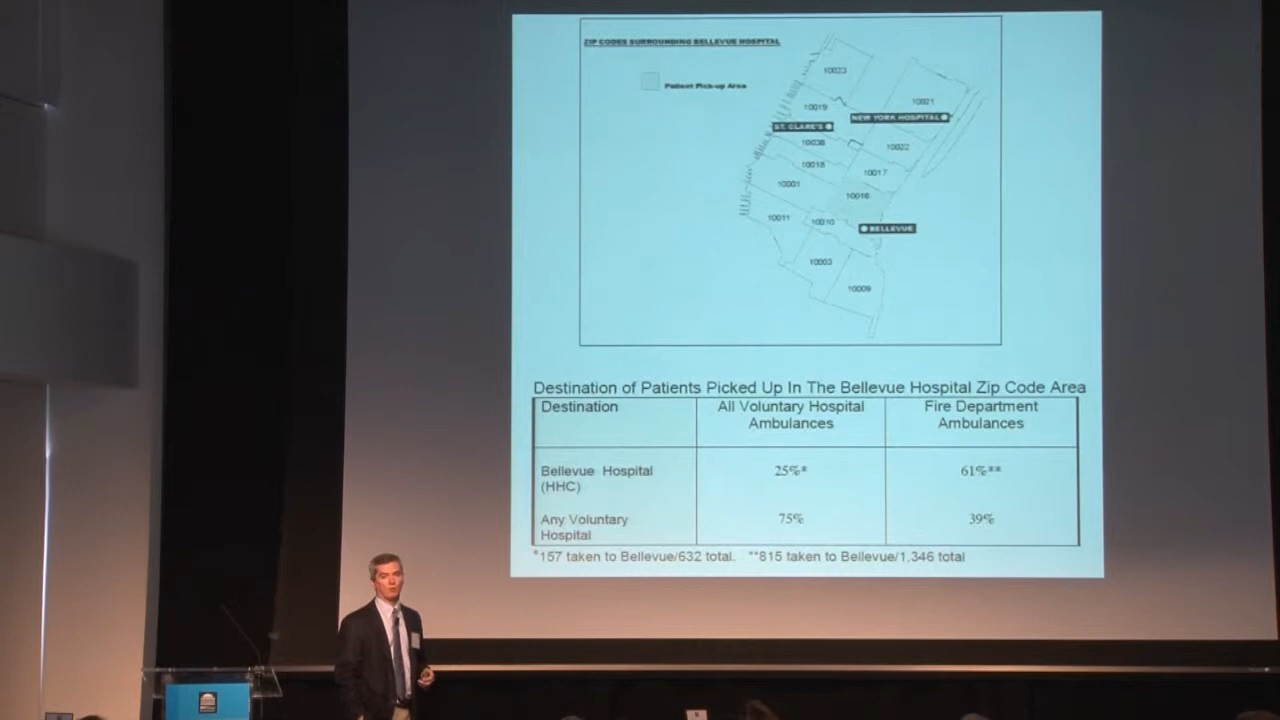 ZIP CODES SURROUNDING BELLEVUE HOSPITAL
Patient Pick-up Area
10023
10021
10019
NEW YORK HOSPITAL
ST. CLARE'S
10036
10022
10018
10017
10001
10016
10011
10010
BELLEVUE
10003
10009
Destination of Patients Picked Up In The Bellevue Hospital Zip Code Area
Destination
All Voluntary Hospital
Ambulances
Fire Department
Ambulances
Bellevue Hospital
(HHC)
25%*
61%**
Any Voluntary
Hospital
75%
39%
*157 taken to Bellevue/632 total. **815 taken to Bellevue/1,346 total